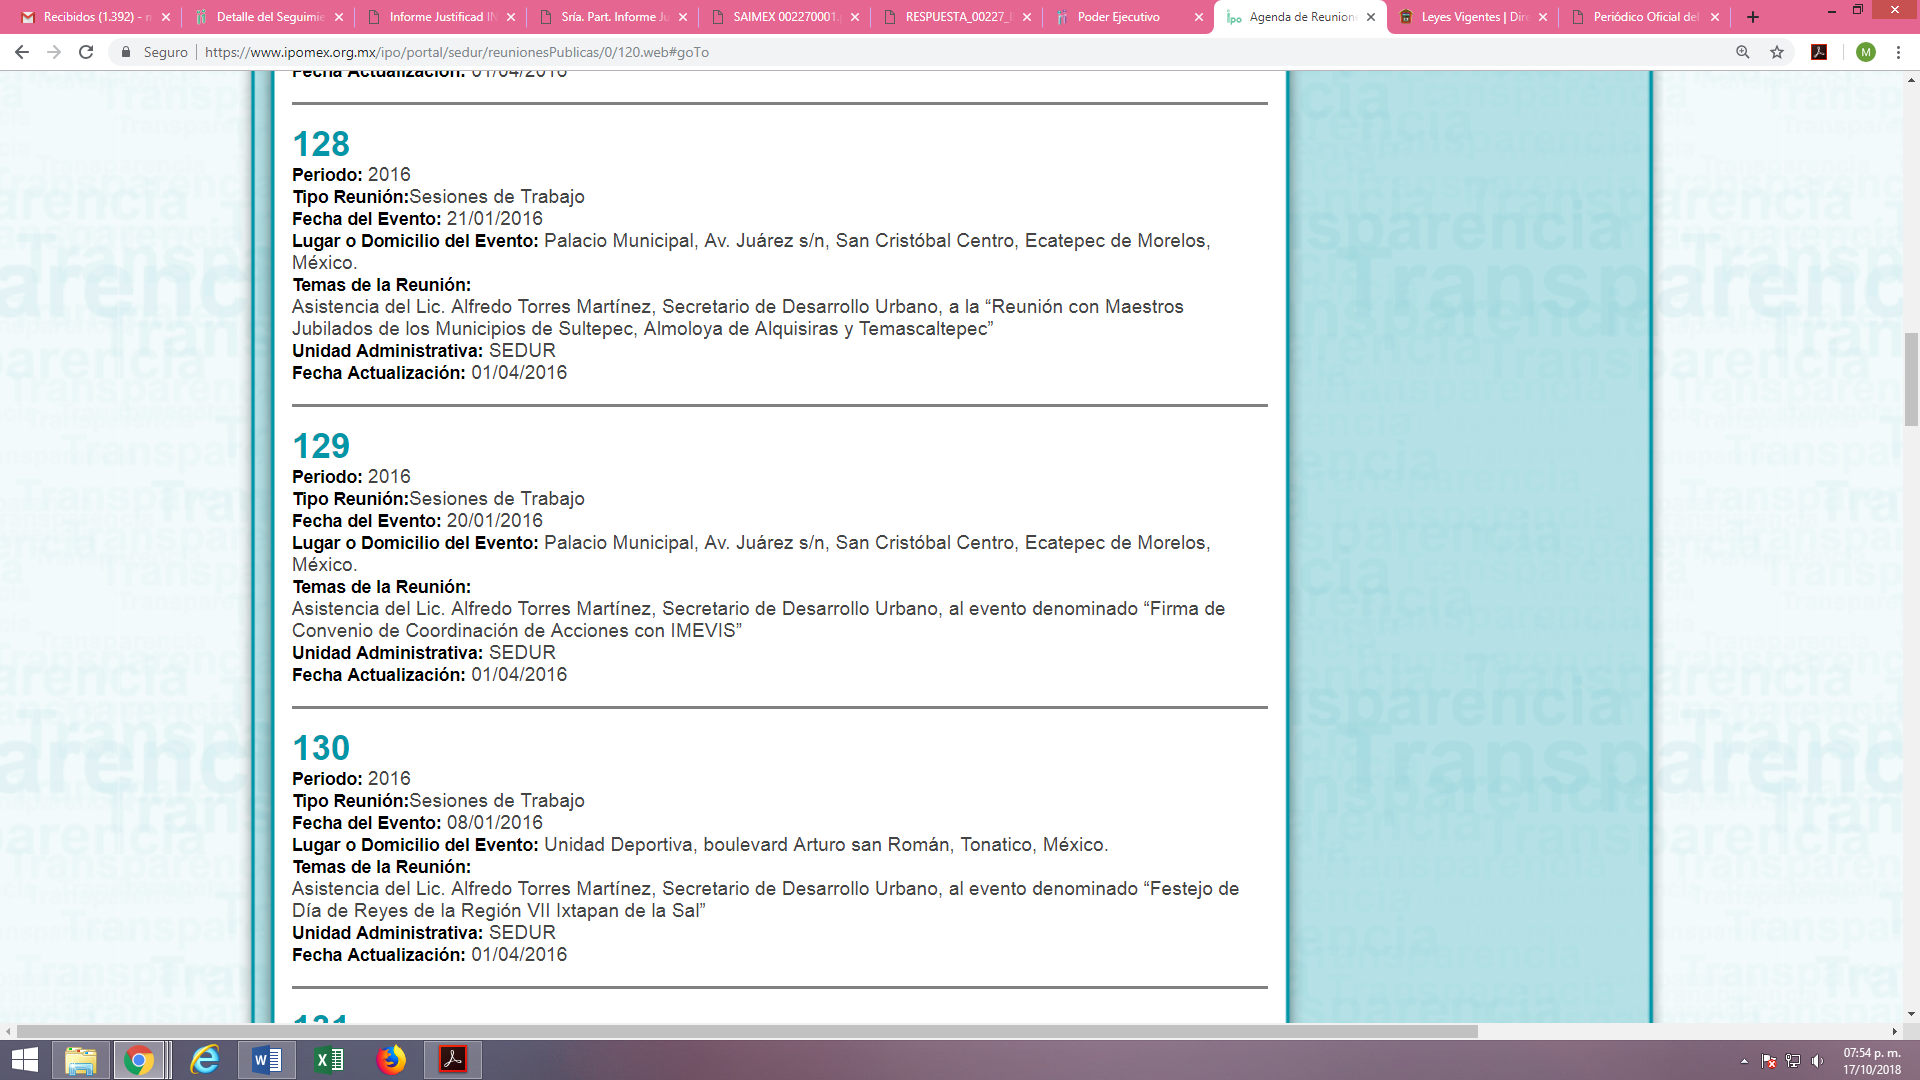 Recibidos (1.392) - n
Detalle del Seguimie
Informe Justificad IN
Sría. Part. Informe Ju
SAIMEX 002270001.
RESPUESTA_00227_
Poder Ejecutivo
Agenda de Reunion
Leyes Vigentes | Dire
Periódico Oficial del
Seguro
https://www.ipomex.org.mx/ipo/portal/sedur/reunionesPublicas/0/120.web#goTo
M
Fecha Actualización: 01/04/2016
128
Periodo: 2016
Tipo Reunión:Sesiones de Trabajo
Fecha del Evento: 21/01/2016
Lugar o Domicilio del Evento: Palacio Municipal, Av. Juárez s/n, San Cristóbal Centro, Ecatepec de Morelos,
México.
Temas de la Reunión:
Asistencia del Lic. Alfredo Torres Martínez, Secretario de Desarrollo Urbano, a la “Reunión con Maestros
Jubilados de los Municipios de Sultepec, Almoloya de Alquisiras y Temascaltepec”
Unidad Administrativa: SEDUR
Fecha Actualización: 01/04/2016
129
Periodo: 2016
Tipo Reunión:Sesiones de Trabajo
Fecha del Evento: 20/01/2016
Lugar o Domicilio del Evento: Palacio Municipal, Av. Juárez s/n, San Cristóbal Centro, Ecatepec de Morelos,
México.
Temas de la Reunión:
Asistencia del Lic. Alfredo Torres Martínez, Secretario de Desarrollo Urbano, al evento denominado “Firma de
Convenio de Coordinación de Acciones con IMEVIS”
Unidad Administrativa: SEDUR
Fecha Actualización: 01/04/2016
130
Periodo: 2016
Tipo Reunión:Sesiones de Trabajo
Fecha del Evento: 08/01/2016
Lugar o Domicilio del Evento: Unidad Deportiva, boulevard Arturo san Román, Tonatico, México.
Temas de la Reunión:
Asistencia del Lic. Alfredo Torres Martínez, Secretario de Desarrollo Urbano, al evento denominado “Festejo de
Día de Reyes de la Región VII Ixtapan de la Sal”
Unidad Administrativa: SEDUR
Fecha Actualización: 01/04/2016
131
07:54 p. m.
17/10/2018